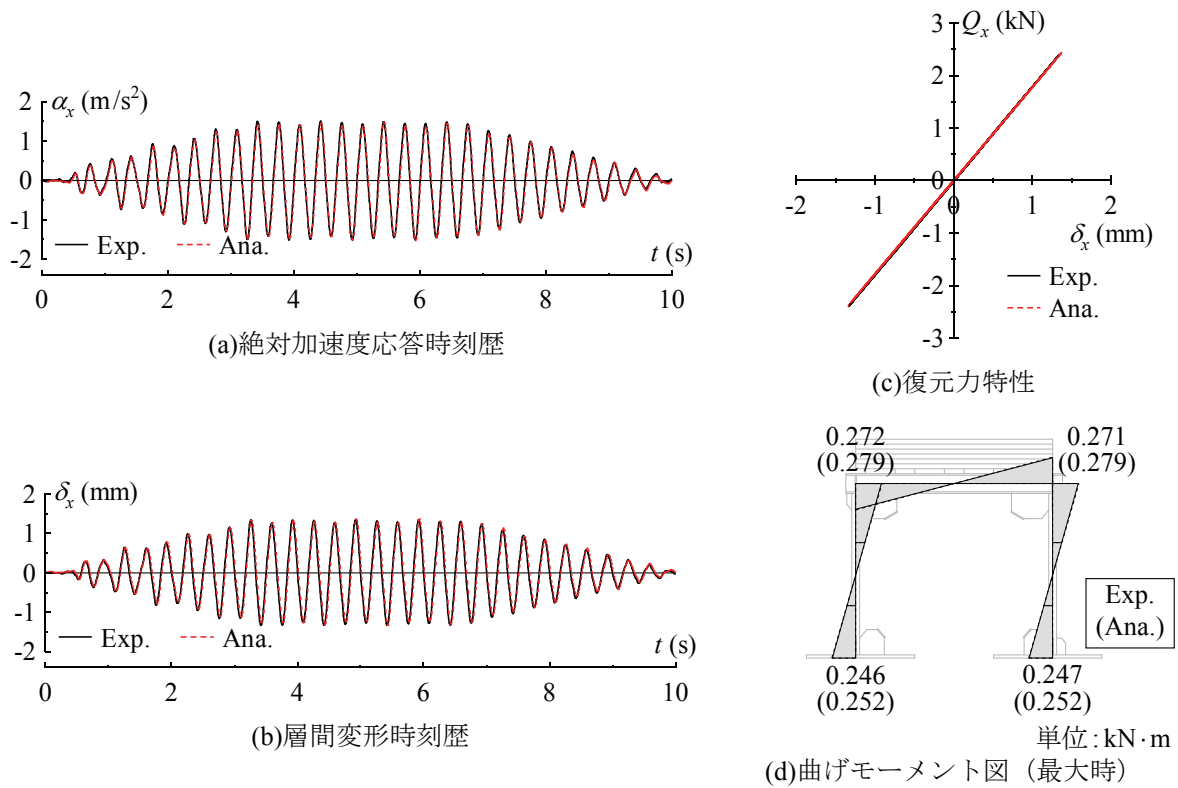 α_x (m/s²)
2
1
0
-1
-2
Exp.
Ana.
t (s)
0 2 4 6 8 10
(a)絶対加速度応答時刻歴
δ_x (mm)
2
1
0
-1
-2
Exp.
Ana.
t (s)
0 2 4 6 8 10
(b)層間変形時刻歴
Q_x (kN)
3
2
1
0
-1
-2
-3
-2 -1 0 1 2
δ_x (mm)
Exp.
Ana.
(c)復元力特性
0.272 0.271
(0.279) (0.279)
Exp.
(Ana.)
0.246 0.247
(0.252) (0.252)
単位:kN·m
(d)曲げモーメント図（最大時）